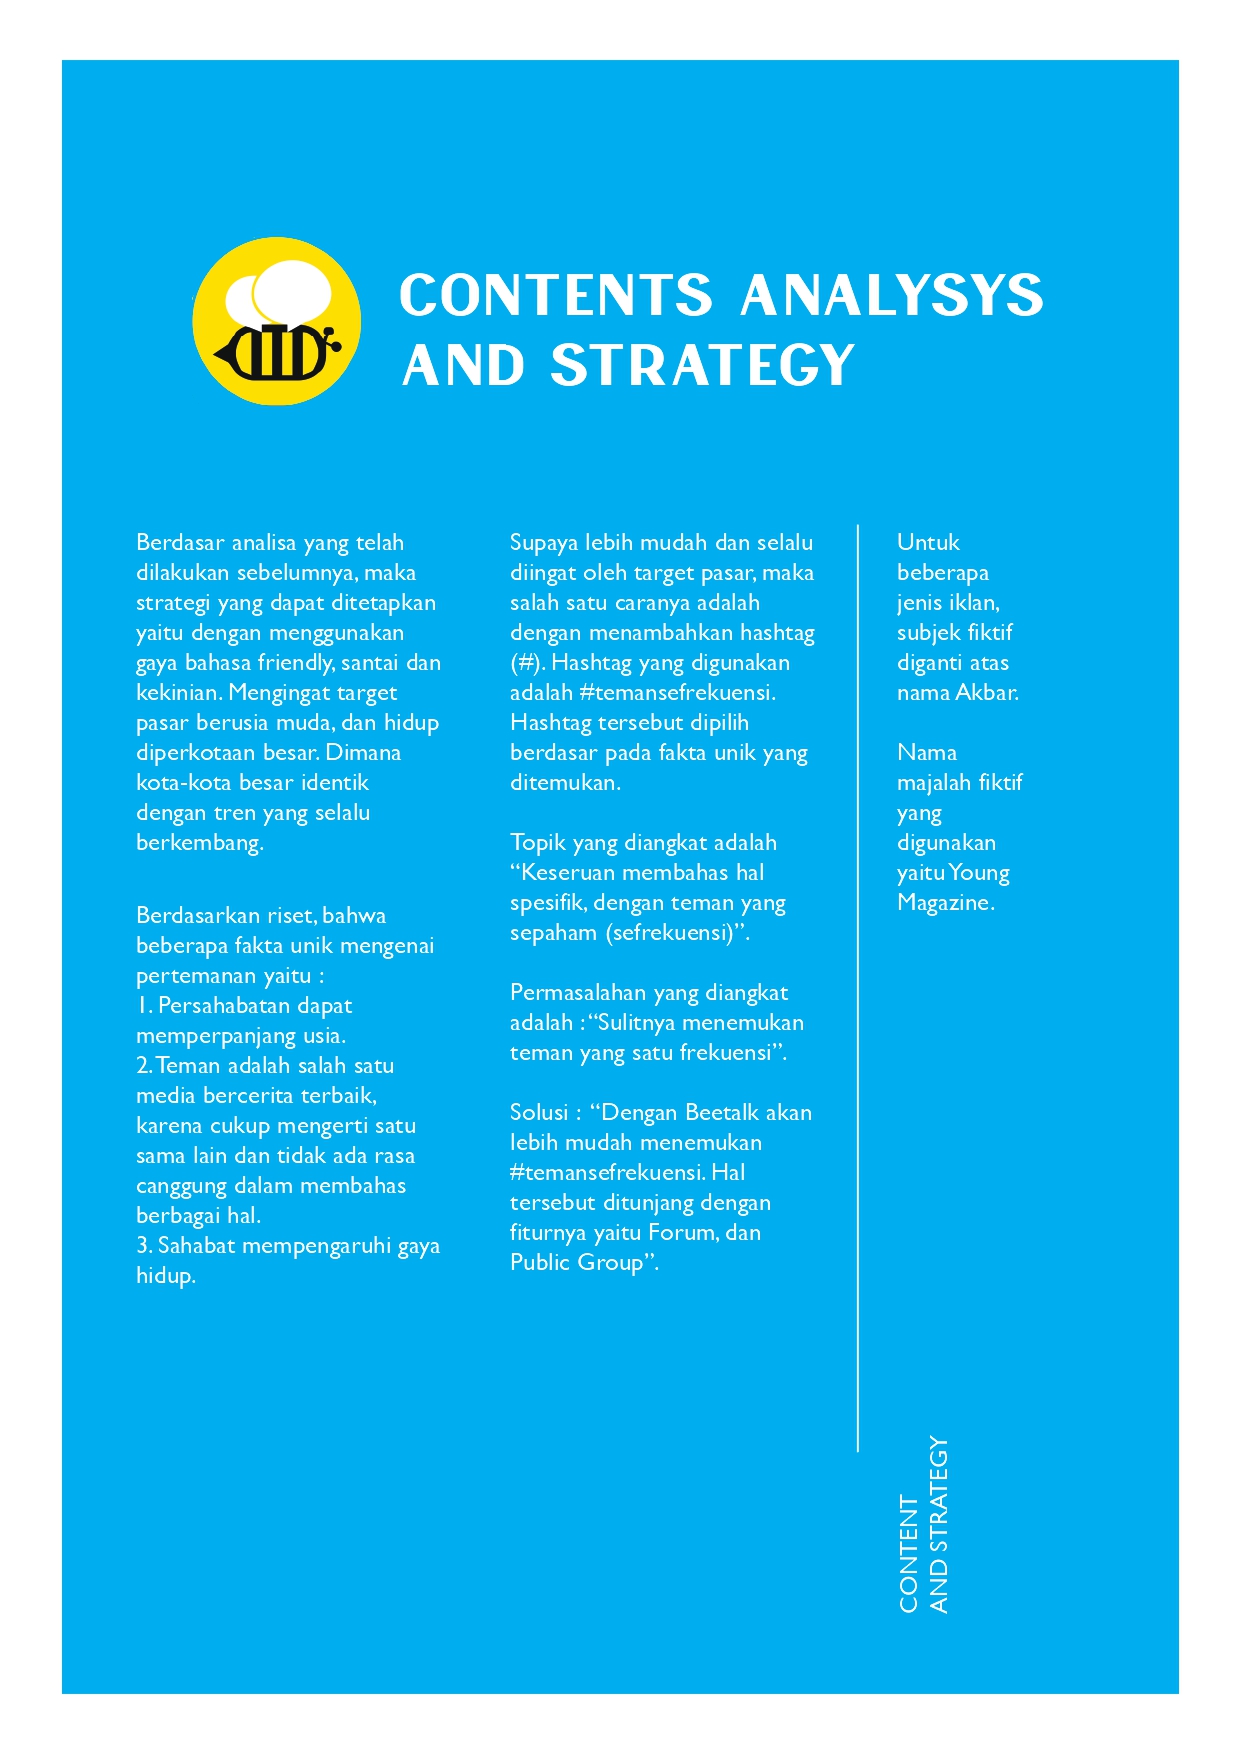 CONTENTS ANALYSYS
AND STRATEGY
Berdasar analisa yang telah
dilakukan sebelumnya, maka
strategi yang dapat ditetapkan
yaitu dengan menggunakan
gaya bahasa friendly, santai dan
kekinian. Mengingat target
pasar berusia muda, dan hidup
diperkotaan besar. Dimana
kota-kota besar identik
dengan tren yang selalu
berkembang.
Berdasarkan riset, bahwa
beberapa fakta unik mengenai
pertemanan yaitu :
1. Persahabatan dapat
memperpanjang usia.
2. Teman adalah salah satu
media bercerita terbaik,
karena cukup mengerti satu
sama lain dan tidak ada rasa
canggung dalam membahas
berbagai hal.
3. Sahabat mempengaruhi gaya
hidup.
Supaya lebih mudah dan selalu
diingat oleh target pasar, maka
salah satu caranya adalah
dengan menambahkan hashtag
(#). Hashtag yang digunakan
adalah #temansefrekuensi.
Hashtag tersebut dipilih
berdasar pada fakta unik yang
ditemukan.
Topik yang diangkat adalah
“Keseruan membahas hal
spesifik, dengan teman yang
sepaham (sefrekuensi)”.
Permasalahan yang diangkat
adalah : “Sulitnya menemukan
teman yang satu frekuensi”.
Solusi : “Dengan Beetalk akan
lebih mudah menemukan
#temansefrekuensi. Hal
tersebut ditunjang dengan
fiturnya yaitu Forum, dan
Public Group”.
Untuk
beberapa
jenis iklan,
subjek fiktif
diganti atas
nama Akbar.
Nama
majalah fiktif
yang
digunakan
yaitu Young
Magazine.
CONTENT
AND STRATEGY